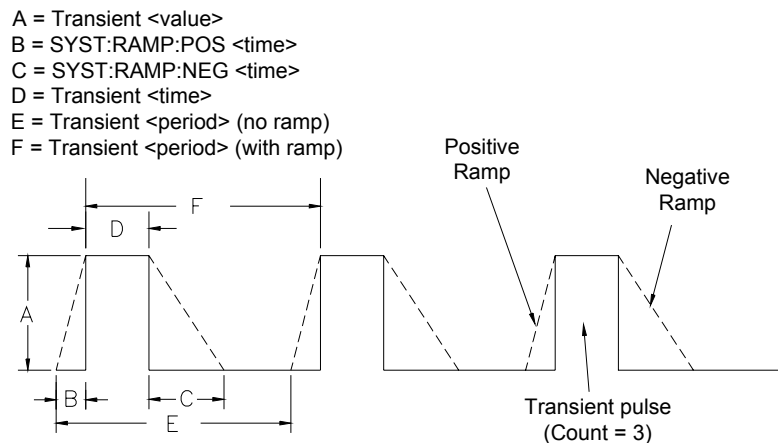 A = Transient <value>
B = SYST:RAMP:POS <time>
C = SYST:RAMP:NEG <time>
D = Transient <time>
E = Transient <period> (no ramp)
F = Transient <period> (with ramp)
Positive
Ramp
Negative
Ramp
F
D
A
B
C
E
Transient pulse
(Count = 3)